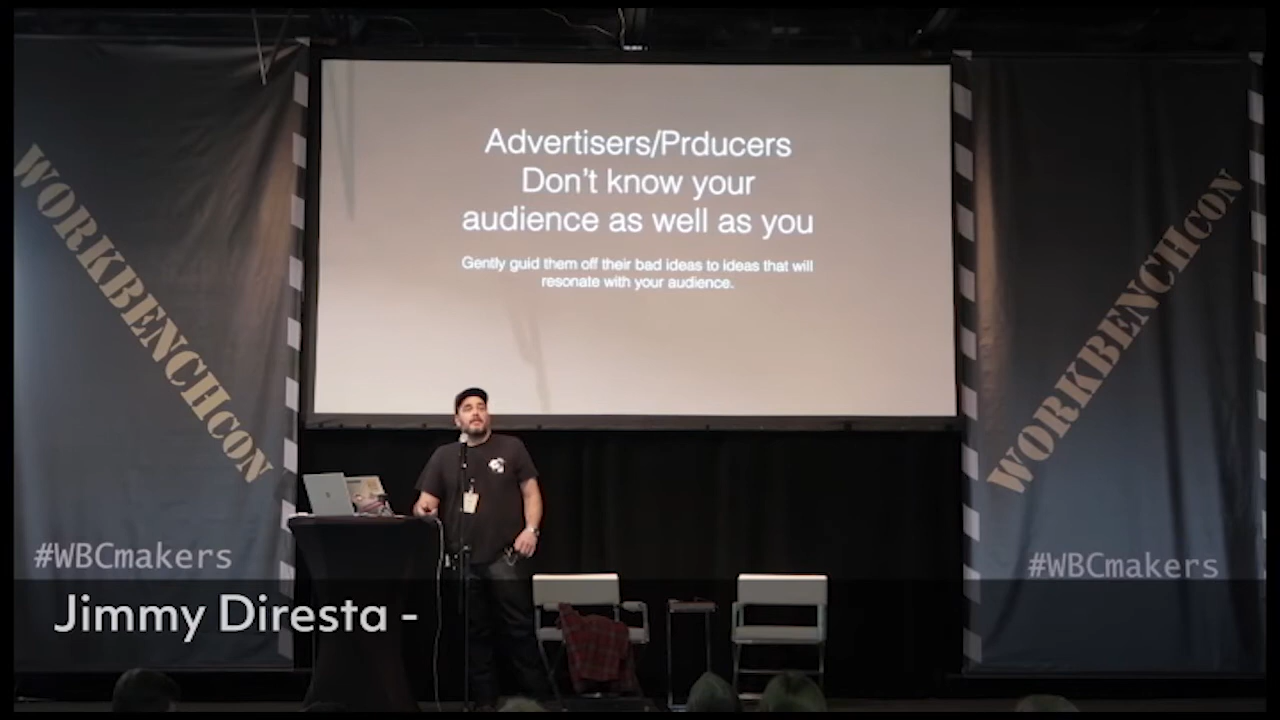 Advertisers/Prducers
Don't know your
audience as well as you
Gently guid them off their bad ideas to ideas that will
resonate with your audience.
WORKBENCHCON
WORKBENCHCON
#WBCmakers
#WBCmakers
Jimmy Diresta -